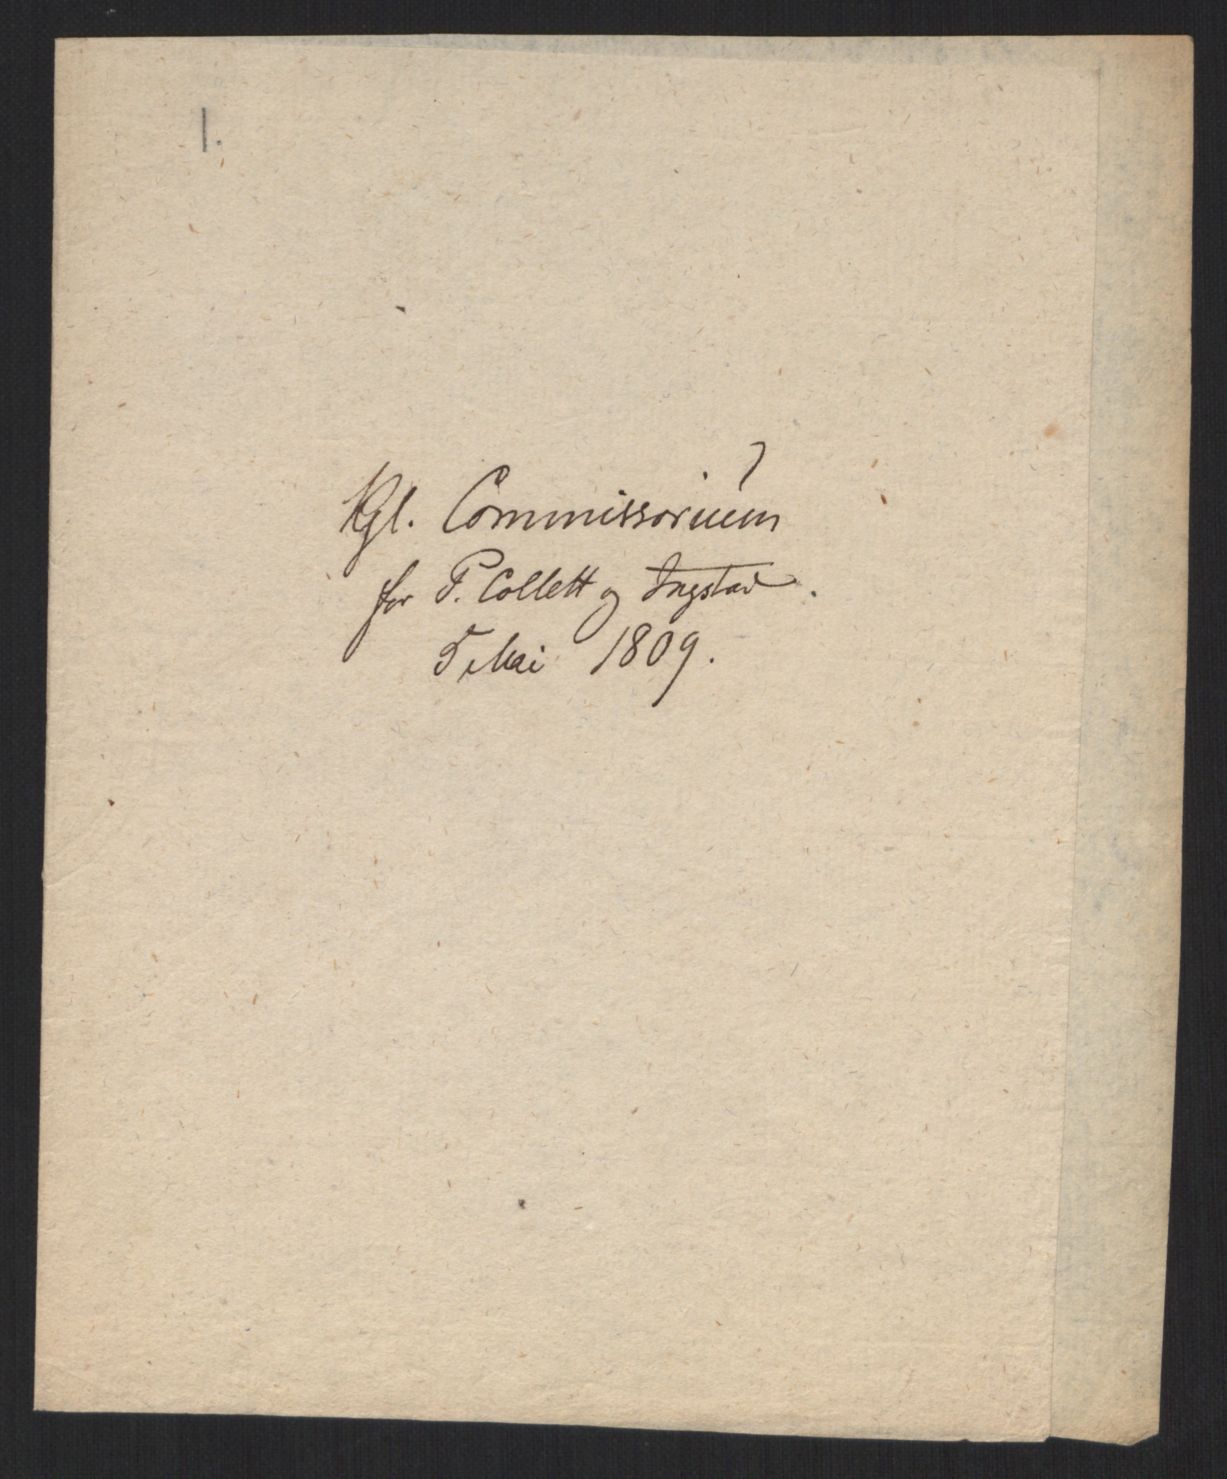 1.
Kgl. Commissorium
for P. Collett og Ingstad.
5 Mai 1809.